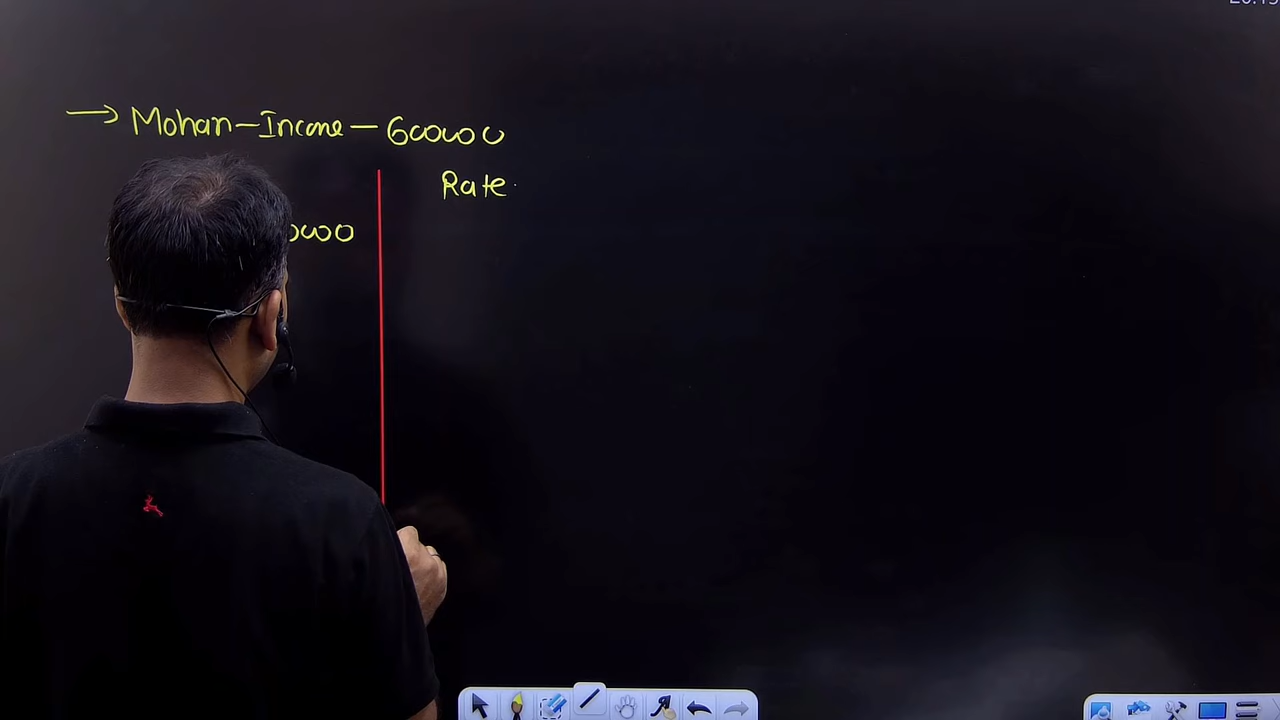 → Mohan - Income - 600000
Rate